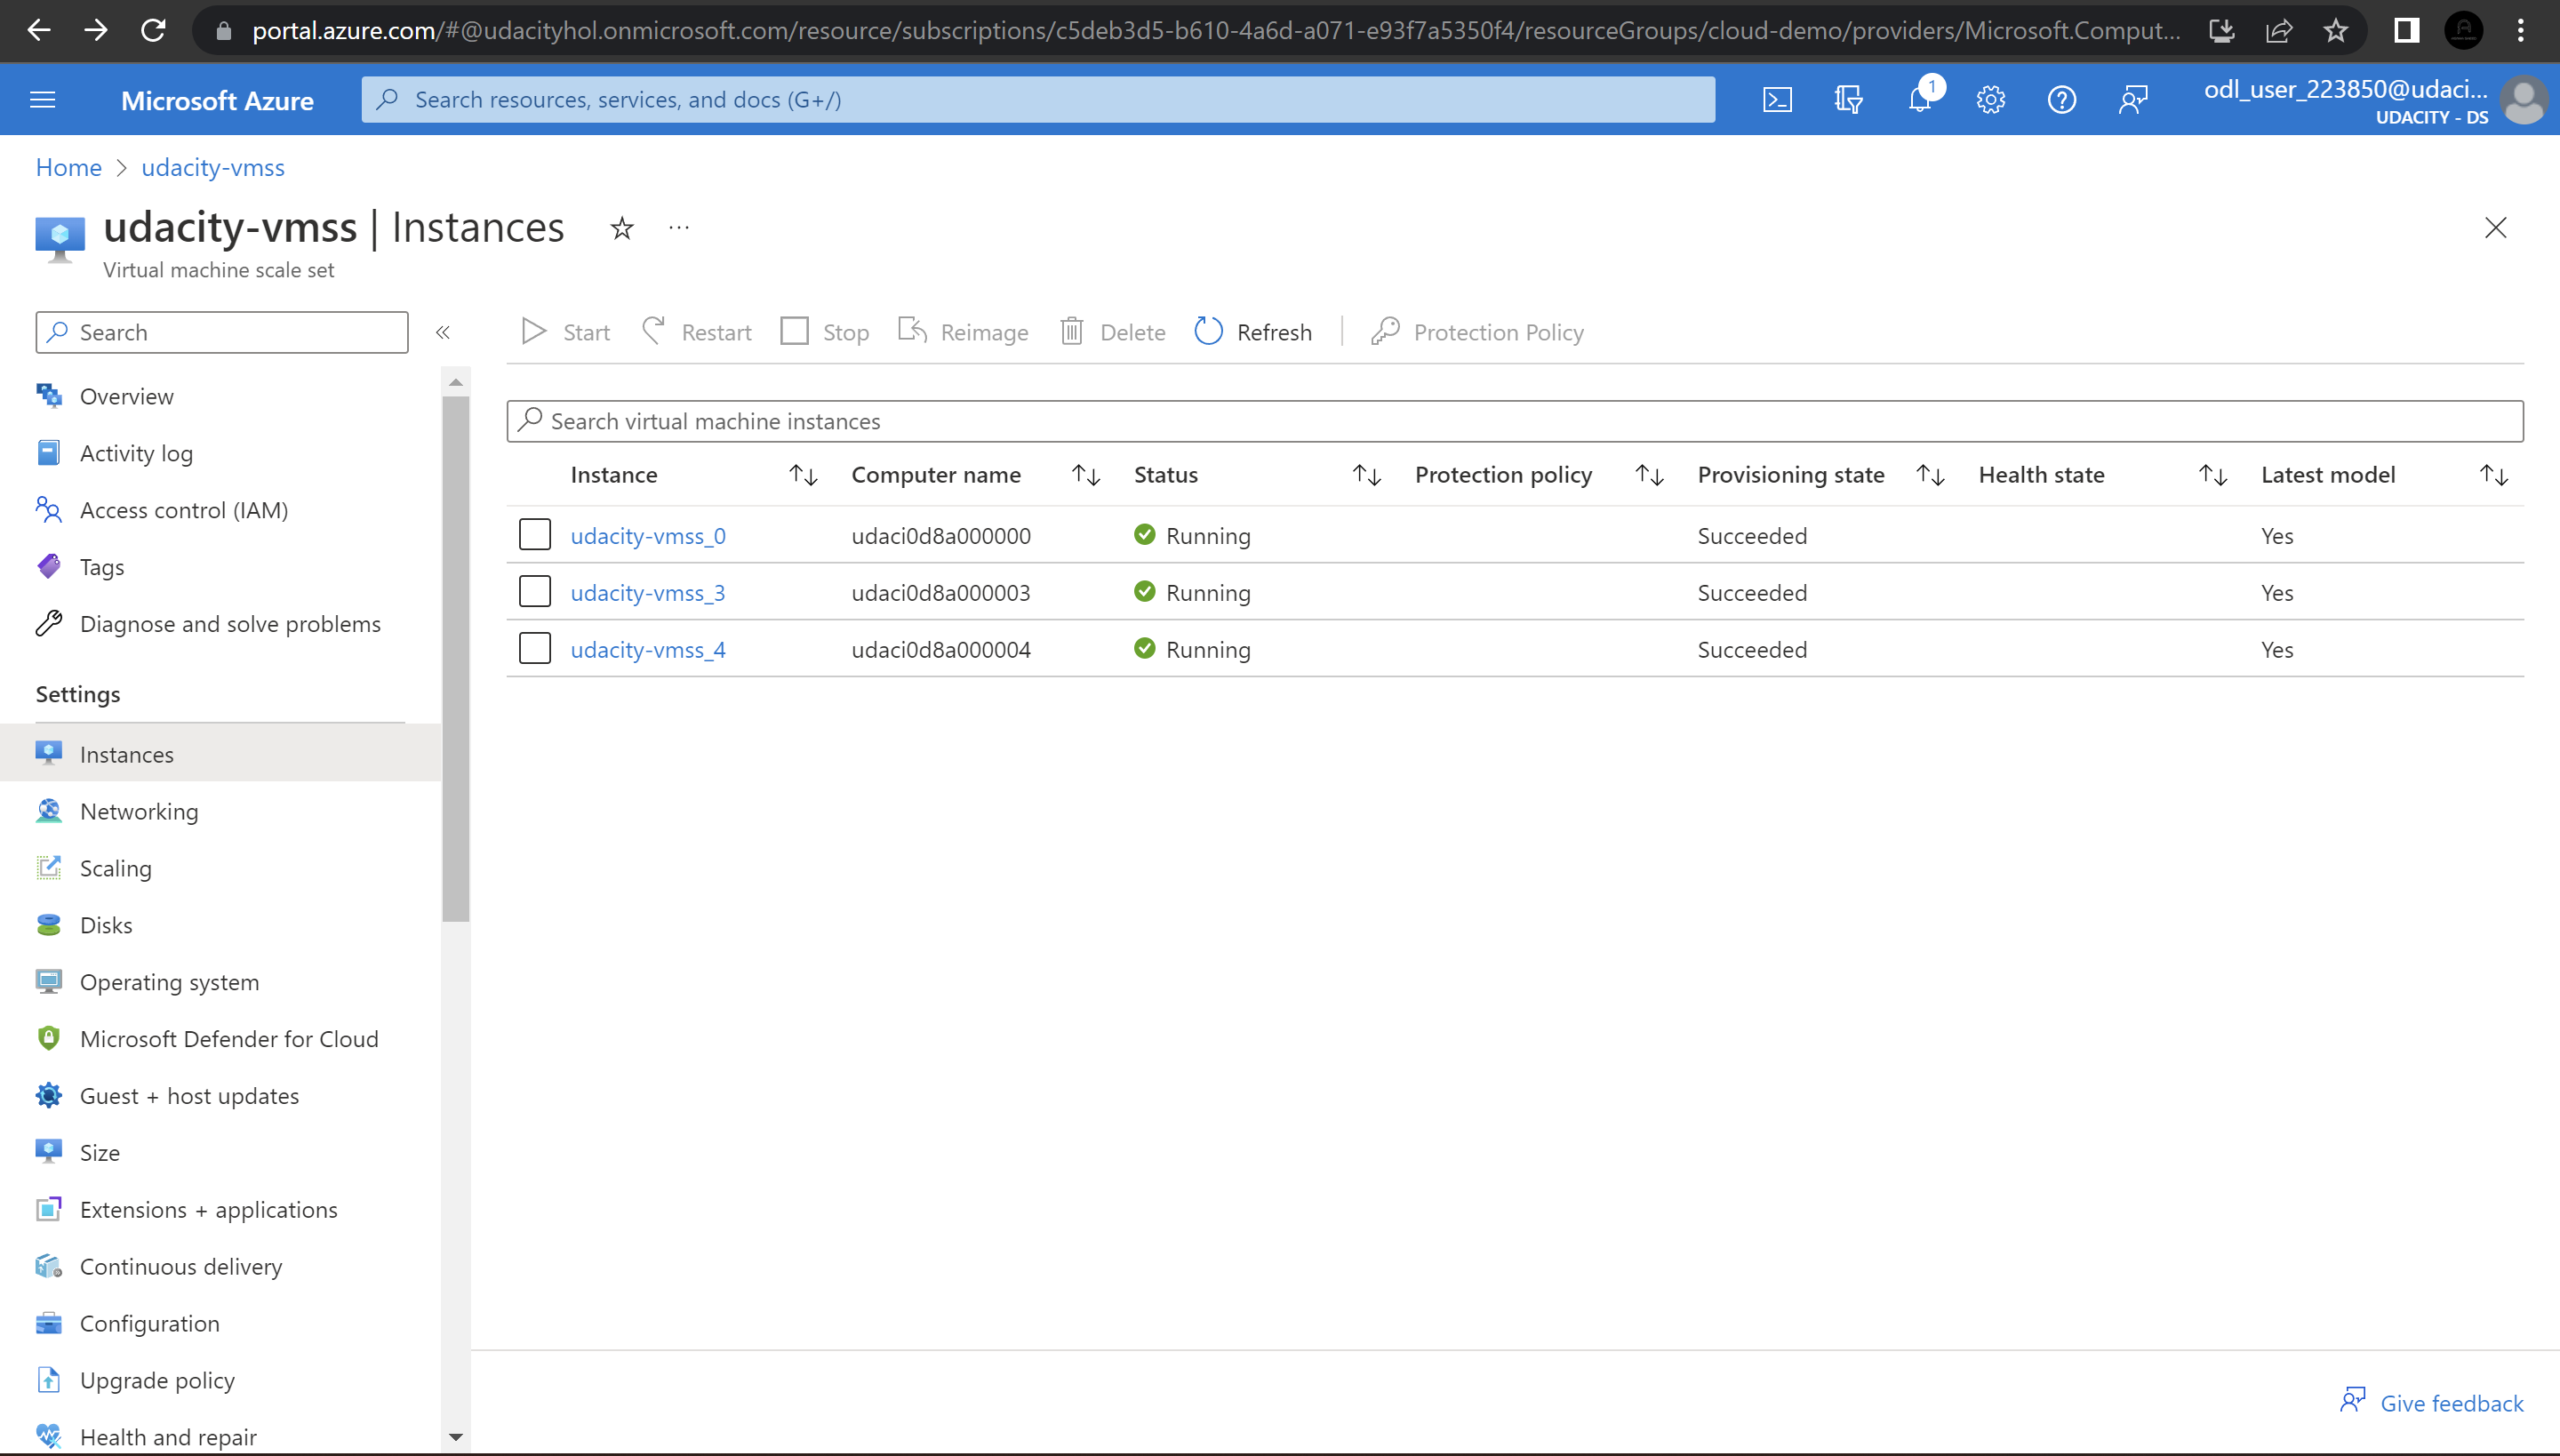 portal.azure.com/#@udacityhol.onmicrosoft.com/resource/subscriptions/c5deb3d5-b610-4a6d-a071-e93f7a5350f4/resourceGroups/cloud-demo/providers/Microsoft.Comput...
Microsoft Azure
Search resources, services, and docs (G+/)
1
odl_user_223850@udaci...
UDACITY - DS
Home > udacity-vmss
udacity-vmss | Instances
Virtual machine scale set
Search
Start Restart Stop Reimage Delete Refresh Protection Policy
Overview
Activity log
Access control (IAM)
Tags
Diagnose and solve problems
Settings
Instances
Networking
Scaling
Disks
Operating system
Microsoft Defender for Cloud
Guest + host updates
Size
Extensions + applications
Continuous delivery
Configuration
Upgrade policy
Health and repair
Search virtual machine instances
Instance Computer name Status Protection policy Provisioning state Health state Latest model
udacity-vmss_0 udaci0d8a000000 Running Succeeded Yes
udacity-vmss_3 udaci0d8a000003 Running Succeeded Yes
udacity-vmss_4 udaci0d8a000004 Running Succeeded Yes
Give feedback